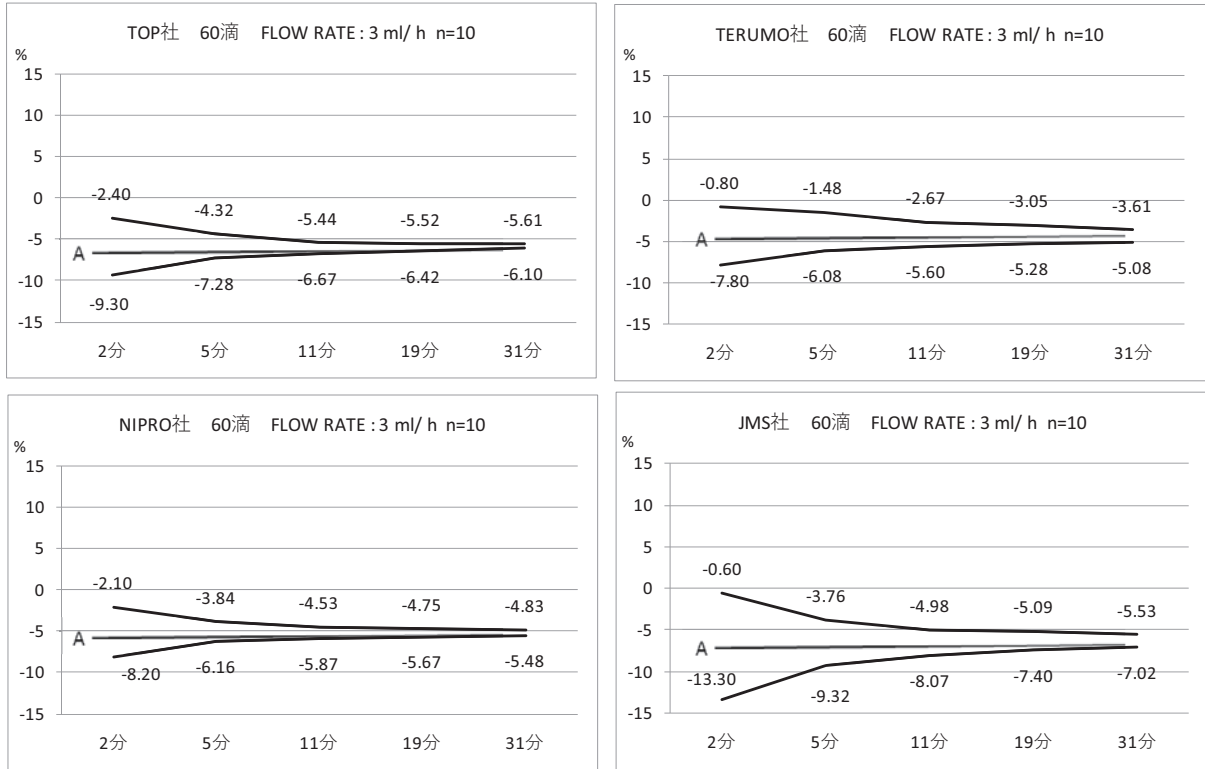 TOP社 60滴 FLOW RATE : 3 ml/ h n=10
%
15
10
5
0
-5
-10
-15
-2.40 -4.32 -5.44 -5.52 -5.61
A
-9.30 -7.28 -6.67 -6.42 -6.10
2分 5分 11分 19分 31分
TERUMO社 60滴 FLOW RATE : 3 ml/ h n=10
%
15
10
5
0
-5
-10
-15
-0.80 -1.48 -2.67 -3.05 -3.61
A
-7.80 -6.08 -5.60 -5.28 -5.08
2分 5分 11分 19分 31分
NIPRO社 60滴 FLOW RATE : 3 ml/ h n=10
%
15
10
5
0
-5
-10
-15
-2.10 -3.84 -4.53 -4.75 -4.83
A
-8.20 -6.16 -5.87 -5.67 -5.48
2分 5分 11分 19分 31分
JMS社 60滴 FLOW RATE : 3 ml/ h n=10
%
15
10
5
0
-5
-10
-15
-0.60 -3.76 -4.98 -5.09 -5.53
A
-13.30 -9.32 -8.07 -7.40 -7.02
2分 5分 11分 19分 31分